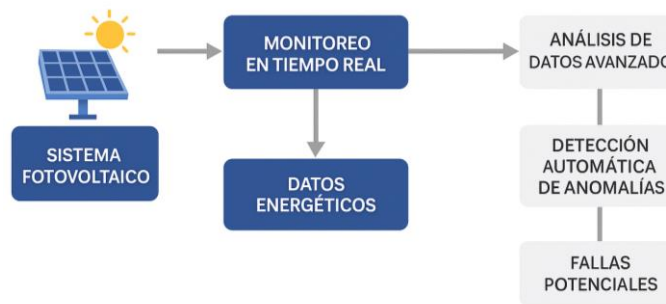 SISTEMA
FOTOVOLTAICO
MONITOREO
EN TIEMPO REAL
DATOS
ENERGÉTICOS
ANÁLISIS DE
DATOS AVANZADO
DETECCIÓN
AUTOMÁTICA
DE ANOMALÍAS
FALLAS
POTENCIALES